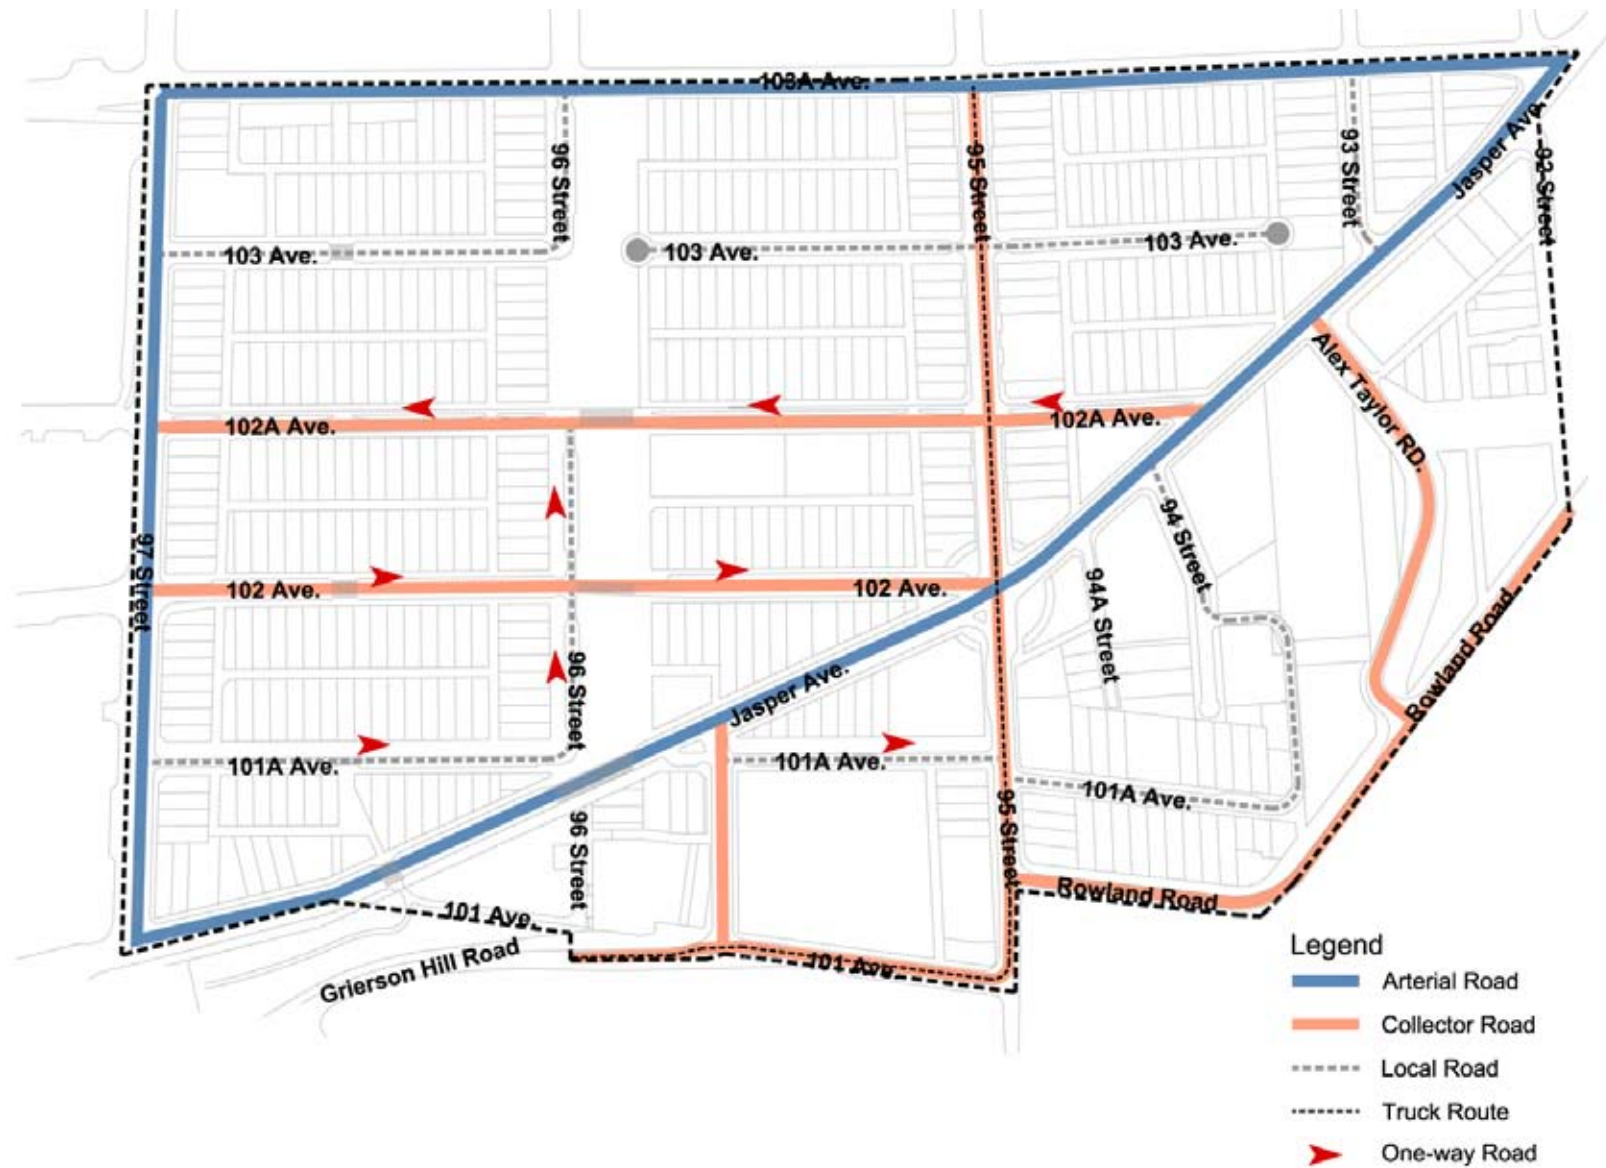 103A Ave.
96 Street
95 Street
93 Street
Jasper Ave.
92 Street
103 Ave.
103 Ave.
103 Ave.
Alex Taylor RD.
102A Ave.
102A Ave.
97 Street
102 Ave.
102 Ave.
94 Street
94A Street
Rowland Road
96 Street
Jasper Ave.
101A Ave.
101A Ave.
101A Ave.
96 Street
95 Street
Rowland Road
101 Ave.
Grierson Hill Road
101 Ave.
Legend
Arterial Road
Collector Road
Local Road
Truck Route
One-way Road